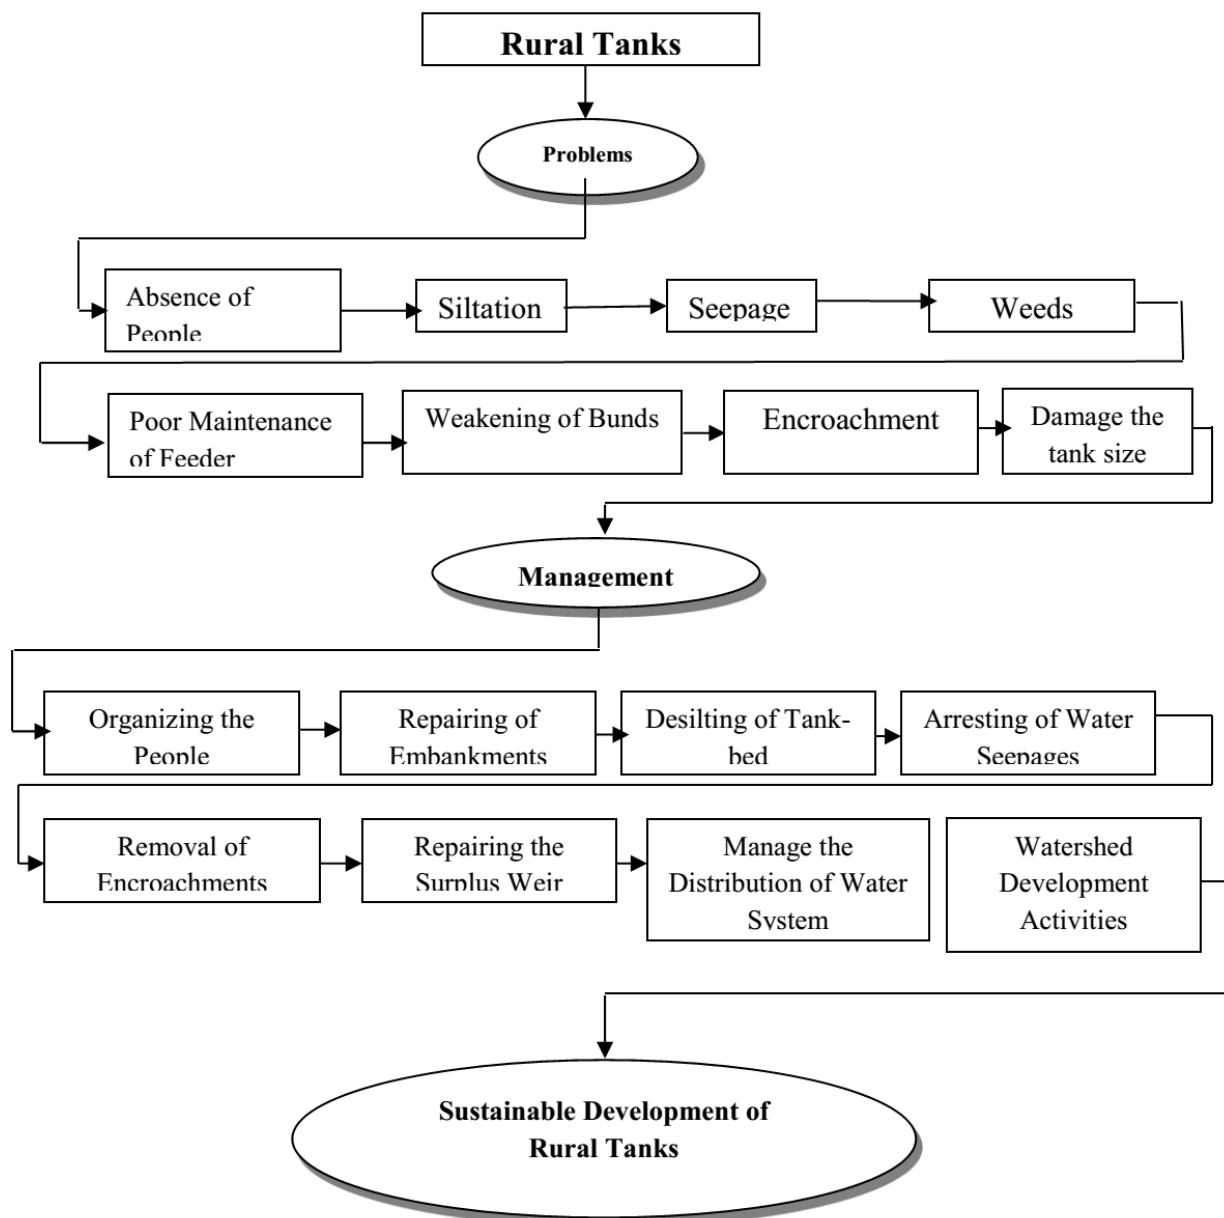 Rural Tanks
Problems
Absence of
People
Siltation
Seepage
Weeds
Poor Maintenance
of Feeder
Weakening of Bunds
Encroachment
Damage the
tank size
Management
Organizing the
People
Repairing of
Embankments
Desilting of Tank-
bed
Arresting of Water
Seepages
Removal of
Encroachments
Repairing the
Surplus Weir
Manage the
Distribution of Water
System
Watershed
Development
Activities
Sustainable Development of
Rural Tanks